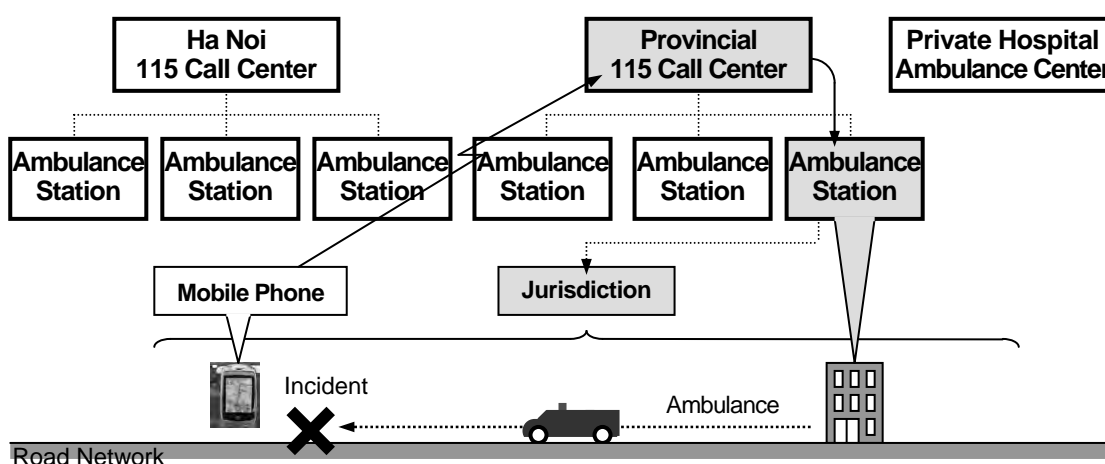 Ha Noi
115 Call Center
Provincial
115 Call Center
Private Hospital
Ambulance Center
Ambulance
Station
Ambulance
Station
Ambulance
Station
Ambulance
Station
Ambulance
Station
Ambulance
Station
Mobile Phone
Jurisdiction
Incident
Ambulance
Road Network